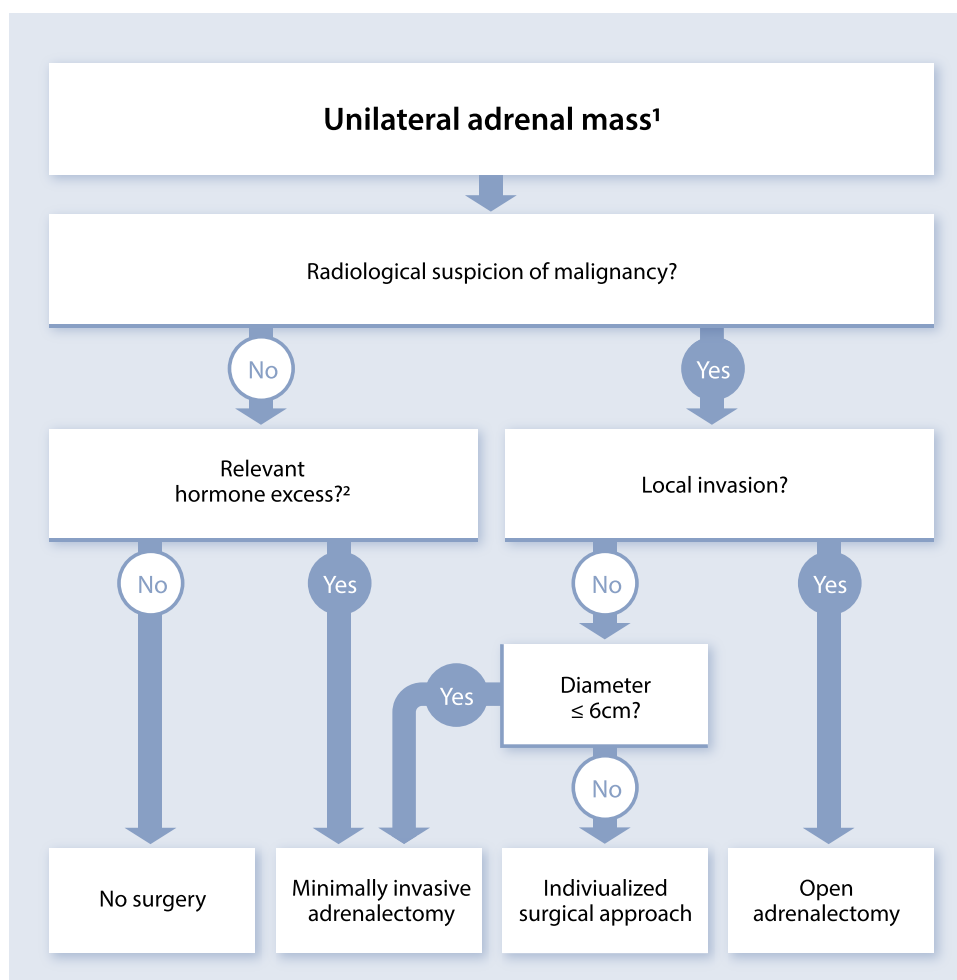 Unilateral adrenal mass¹
Radiological suspicion of malignancy?
No
Yes
Relevant
hormone excess?²
Local invasion?
No
Yes
No
Yes
Diameter
≤ 6cm?
Yes
No
No surgery
Minimally invasive
adrenalectomy
Indiviualized
surgical approach
Open
adrenalectomy